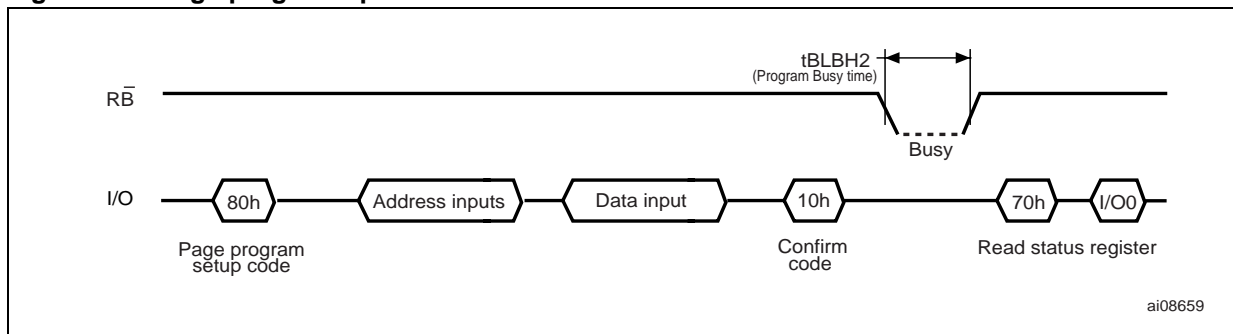 tBLBH2
(Program Busy time)
RB̅
Busy
I/O
80h
Address inputs
Data input
10h
70h
I/O0
Page program
setup code
Confirm
code
Read status register
ai08659